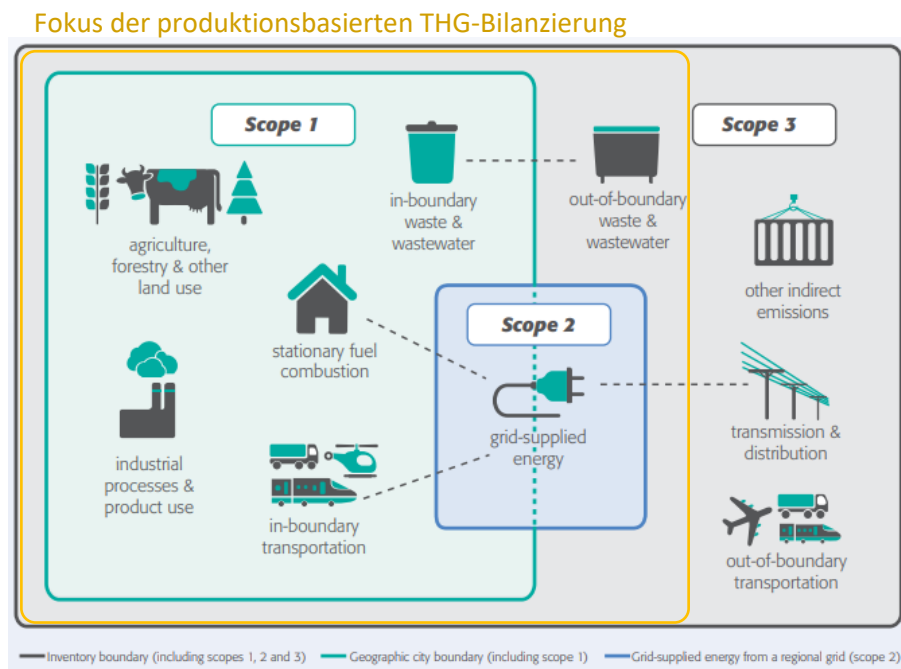 Fokus der produktionsbasierten THG-Bilanzierung
Scope 1
Scope 3
in-boundary
waste &
wastewater
out-of-boundary
waste &
wastewater
agriculture,
forestry & other
land use
other indirect
emissions
Scope 2
stationary fuel
combustion
grid-supplied
energy
transmission &
distribution
industrial
processes &
product use
in-boundary
transportation
out-of-boundary
transportation
Inventory boundary (including scopes 1, 2 and 3)
Geographic city boundary (including scope 1)
Grid-supplied energy from a regional grid (scope 2)